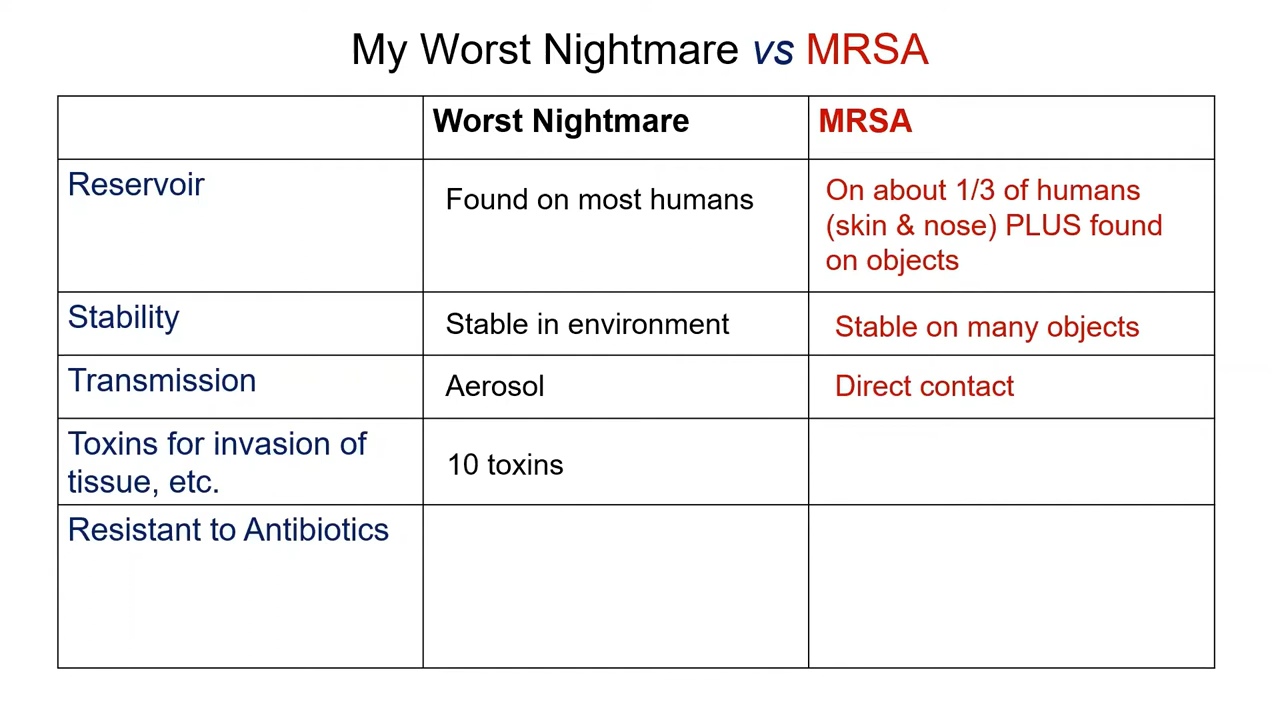 My Worst Nightmare vs MRSA
Worst Nightmare
MRSA
Reservoir
Found on most humans
On about 1/3 of humans
(skin & nose) PLUS found
on objects
Stability
Stable in environment
Stable on many objects
Transmission
Aerosol
Direct contact
Toxins for invasion of
tissue, etc.
10 toxins
Resistant to Antibiotics